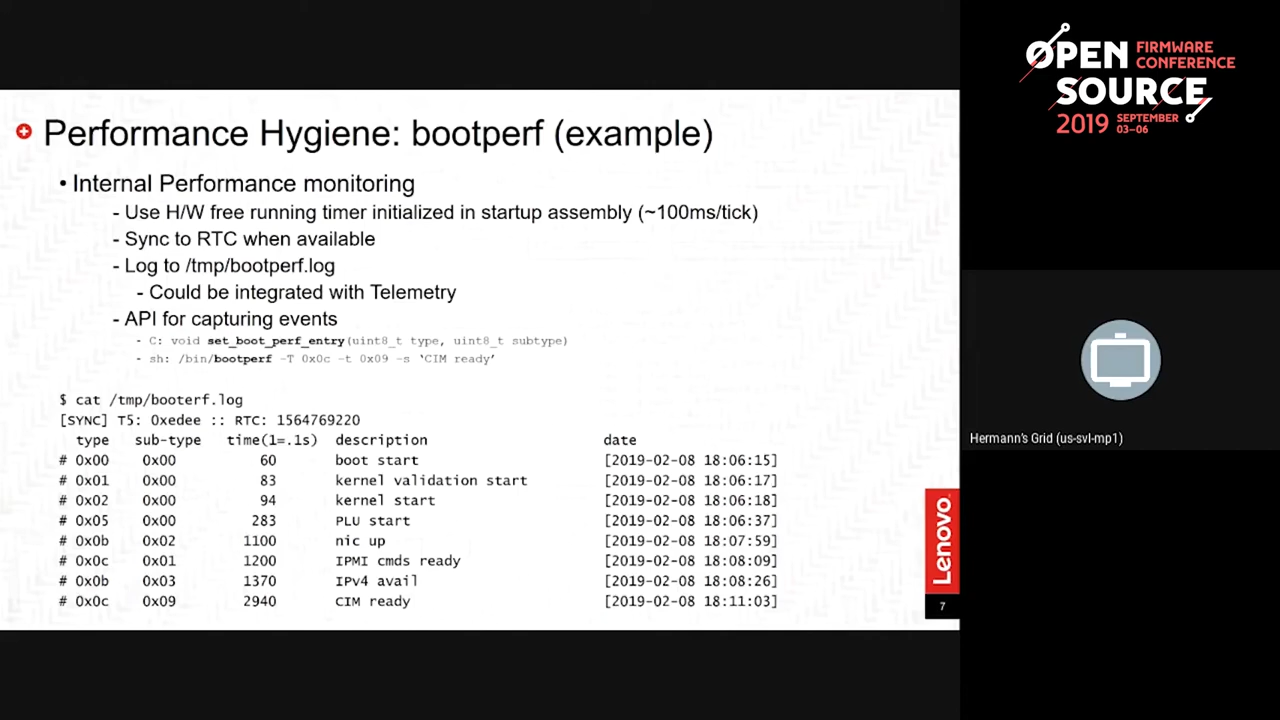 Performance Hygiene: bootperf (example)
• Internal Performance monitoring
- Use H/W free running timer initialized in startup assembly (~100ms/tick)
- Sync to RTC when available
- Log to /tmp/bootperf.log
- Could be integrated with Telemetry
- API for capturing events
- C: void set_boot_perf_entry(uint8_t type, uint8_t subtype)
- sh: /bin/bootperf -T 0x0c -t 0x09 -s ‘CIM ready’
$ cat /tmp/booterf.log
[SYNC] T5: 0xedee :: RTC: 1564769220
type sub-type time(1=.1s) description date
# 0x00 0x00 60 boot start [2019-02-08 18:06:15]
# 0x01 0x00 83 kernel validation start [2019-02-08 18:06:17]
# 0x02 0x00 94 kernel start [2019-02-08 18:06:18]
# 0x05 0x00 283 PLU start [2019-02-08 18:06:37]
# 0x0b 0x02 1100 nic up [2019-02-08 18:07:59]
# 0x0c 0x01 1200 IPMI cmds ready [2019-02-08 18:08:09]
# 0x0b 0x03 1370 IPv4 avail [2019-02-08 18:08:26]
# 0x0c 0x09 2940 CIM ready [2019-02-08 18:11:03]
Lenovo
7
OPEN FIRMWARE
CONFERENCE
SOURCE
2019 SEPTEMBER
03–06
Hermann's Grid (us-svl-mp1)